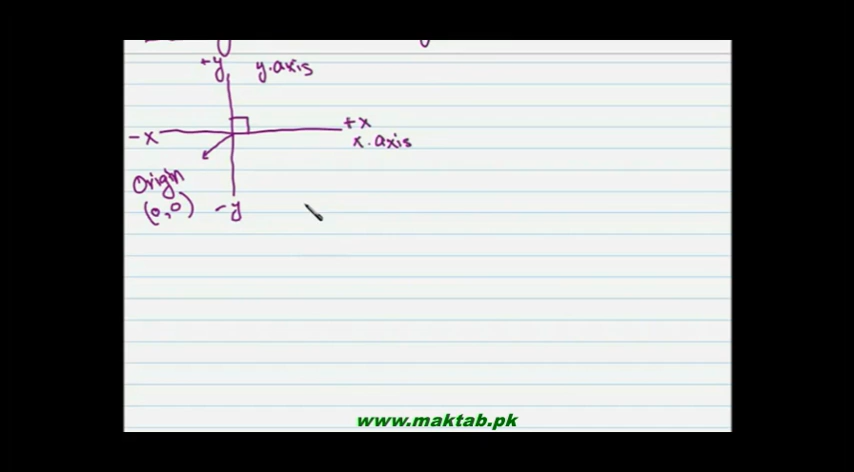 +y y.axis
+x
-x x.axis
Origin
(0,0) -y
www.maktab.pk